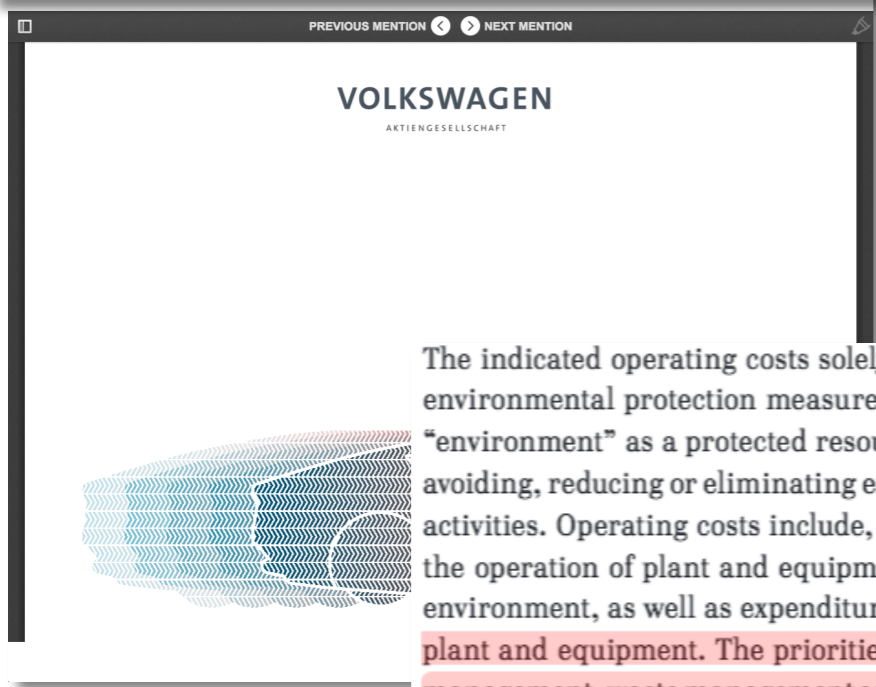 PREVIOUS MENTION NEXT MENTION
VOLKSWAGEN
AKTIENGESELLSCHAFT
The indicated operating costs solel
environmental protection measure
“environment” as a protected resou
avoiding, reducing or eliminating e
activities. Operating costs include,
the operation of plant and equipm
environment, as well as expenditur
plant and equipment. The prioritie